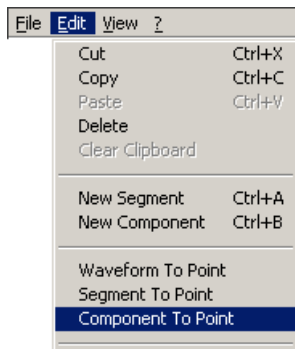 File Edit View ?
Cut Ctrl+X
Copy Ctrl+C
Paste Ctrl+V
Delete
Clear Clipboard
New Segment Ctrl+A
New Component Ctrl+B
Waveform To Point
Segment To Point
Component To Point